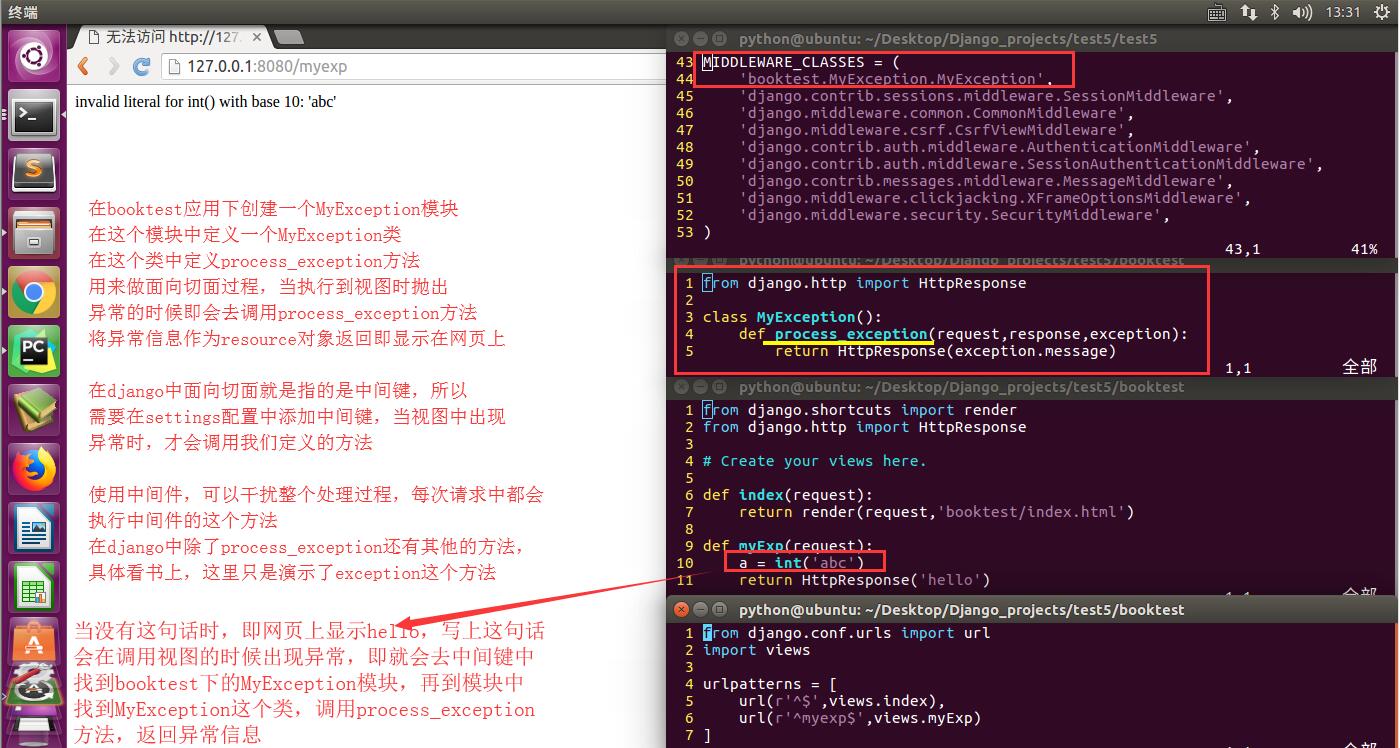 终端
13:31
无法访问 http://127.
127.0.0.1:8080/myexp
invalid literal for int() with base 10: 'abc'
在booktest应用下创建一个MyException模块
在这个模块中定义一个MyException类
在这个类中定义process_exception方法
用来做面向切面过程，当执行到视图时抛出
异常的时候即会去调用process_exception方法
将异常信息作为resource对象返回即显示在网页上
在django中面向切面就是指的是中间键，所以
需要在settings配置中添加中间键，当视图中出现
异常时，才会调用我们定义的方法
使用中间件，可以干扰整个处理过程，每次请求中都会
执行中间件的这个方法
在django中除了process_exception还有其他的方法，
具体看书上，这里只是演示了exception这个方法
当没有这句话时，即网页上显示hello，写上这句话
会在调用视图的时候出现异常，即就会去中间键中
找到booktest下的MyException模块，再到模块中
找到MyException这个类，调用process_exception
方法，返回异常信息
python@ubuntu: ~/Desktop/Django_projects/test5/test5
43 MIDDLEWARE_CLASSES = (
44     'booktest.MyException.MyException',
45     'django.contrib.sessions.middleware.SessionMiddleware',
46     'django.middleware.common.CommonMiddleware',
47     'django.middleware.csrf.CsrfViewMiddleware',
48     'django.contrib.auth.middleware.AuthenticationMiddleware',
49     'django.contrib.auth.middleware.SessionAuthenticationMiddleware',
50     'django.contrib.messages.middleware.MessageMiddleware',
51     'django.middleware.clickjacking.XFrameOptionsMiddleware',
52     'django.middleware.security.SecurityMiddleware',
53 )
43,1 41%
python@ubuntu: ~/Desktop/Django_projects/test5/booktest
1 from django.http import HttpResponse
2
3 class MyException():
4     def process_exception(request,response,exception):
5         return HttpResponse(exception.message)
1,1 全部
python@ubuntu: ~/Desktop/Django_projects/test5/booktest
1 from django.shortcuts import render
2 from django.http import HttpResponse
3
4 # Create your views here.
5
6 def index(request):
7     return render(request,'booktest/index.html')
8
9 def myExp(request):
10     a = int('abc')
11     return HttpResponse('hello')
1,1 全部
python@ubuntu: ~/Desktop/Django_projects/test5/booktest
1 from django.conf.urls import url
2 import views
3
4 urlpatterns = [
5     url(r'^$',views.index),
6     url(r'^myexp$',views.myExp)
7 ]
1,1 全部